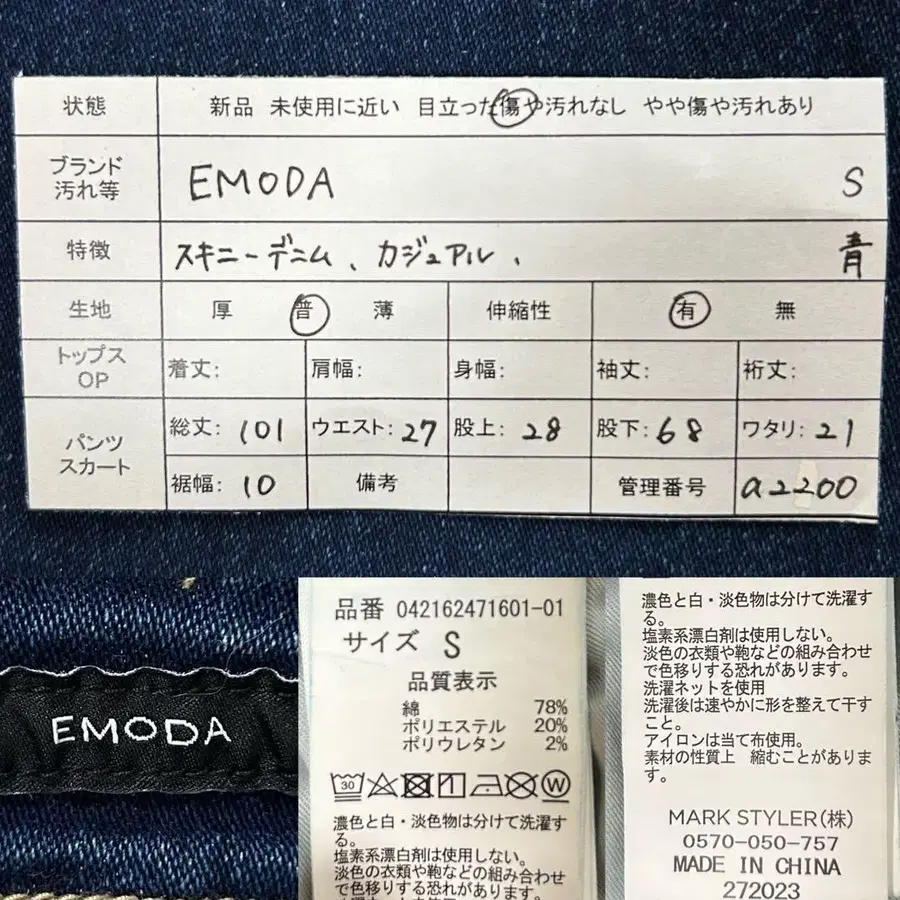 状態 新品 未使用に近い 目立った傷や汚れなし やや傷や汚れあり
ブランド
汚れ等 EMODA S
特徴 スキニーデニム、カジュアル、 青
生地 厚 普 薄 伸縮性 有 無
トップス
OP 着丈: 肩幅: 身幅: 袖丈: 裄丈:
パンツ
スカート 総丈: 101 ウエスト: 27 股上: 28 股下: 68 ワタリ: 21
裾幅: 10 備考 管理番号 a2200
EMODA
品番 042162471601-01
サイズ S
品質表示
綿 78%
ポリエステル 20%
ポリウレタン 2%
30
W
濃色と白・淡色物は分けて洗濯す
る。
塩素系漂白剤は使用しない。
淡色の衣類や鞄などの組み合わせ
で色移りする恐れがあります。
濃色と白・淡色物は分けて洗濯す
る。
塩素系漂白剤は使用しない。
淡色の衣類や鞄などの組み合わせ
で色移りする恐れがあります。
洗濯ネットを使用
洗濯後は速やかに形を整えて干す
こと。
アイロンは当て布使用。
素材の性質上 縮むことがありま
す。
MARK STYLER(株)
0570-050-757
MADE IN CHINA
272023